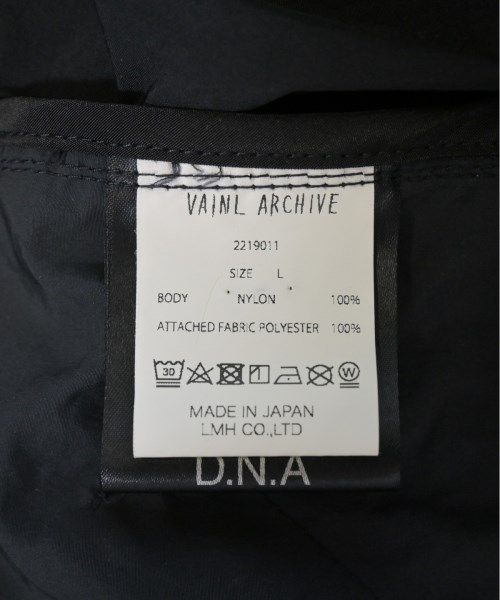 VAINL ARCHIVE
2219011
SIZE L
BODY NYLON 100%
ATTACHED FABRIC POLYESTER 100%
30
W
MADE IN JAPAN
LMH CO.,LTD
D.N.A